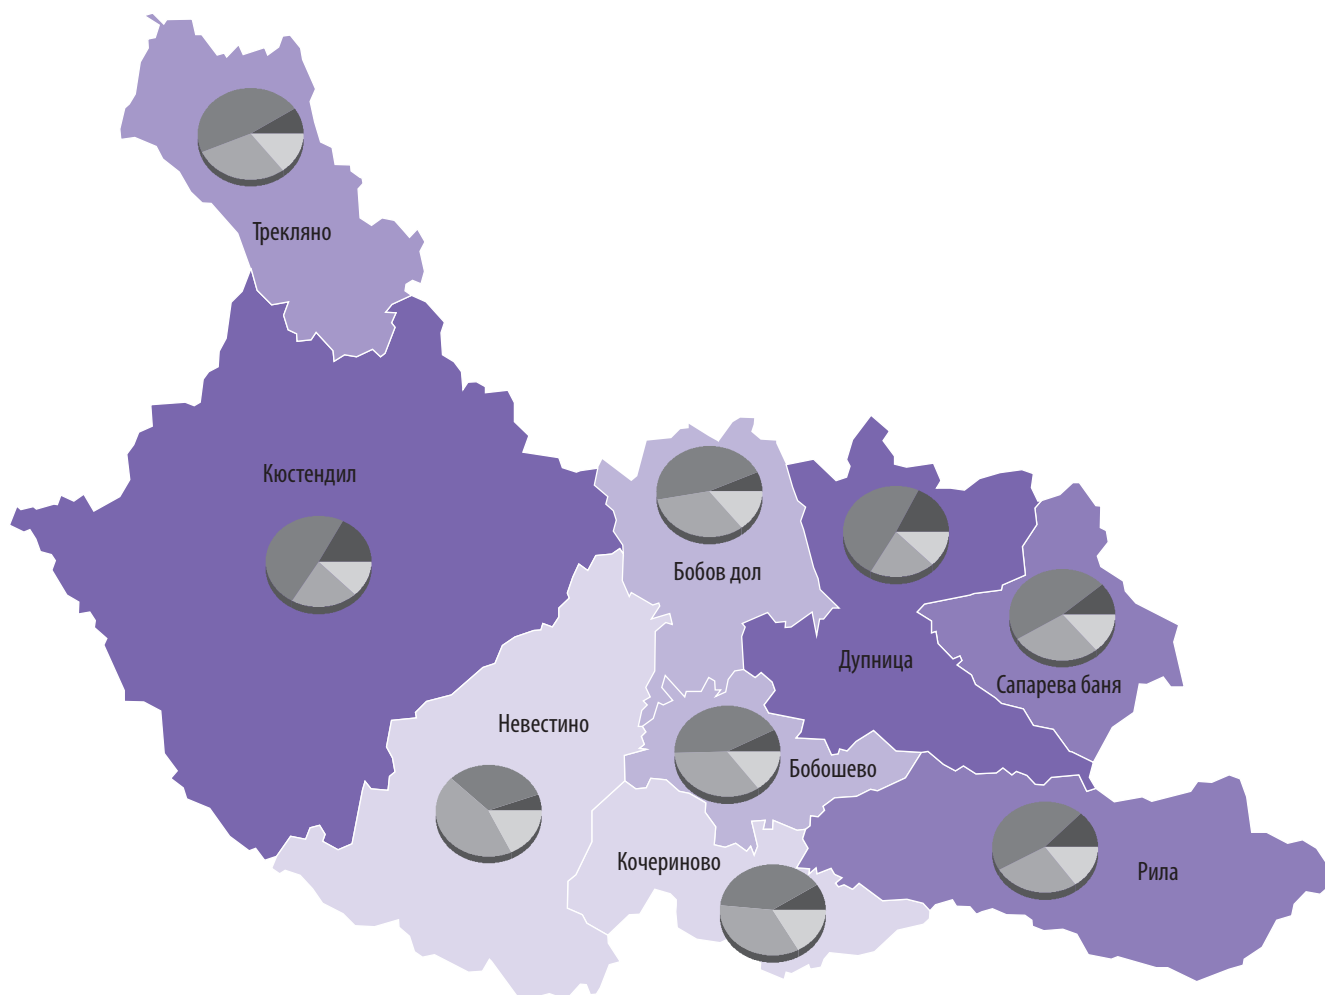 Трекляно
Кюстендил
Бобов дол
Дупница
Сапарева баня
Невестино
Бобошево
Кочериново
Рила